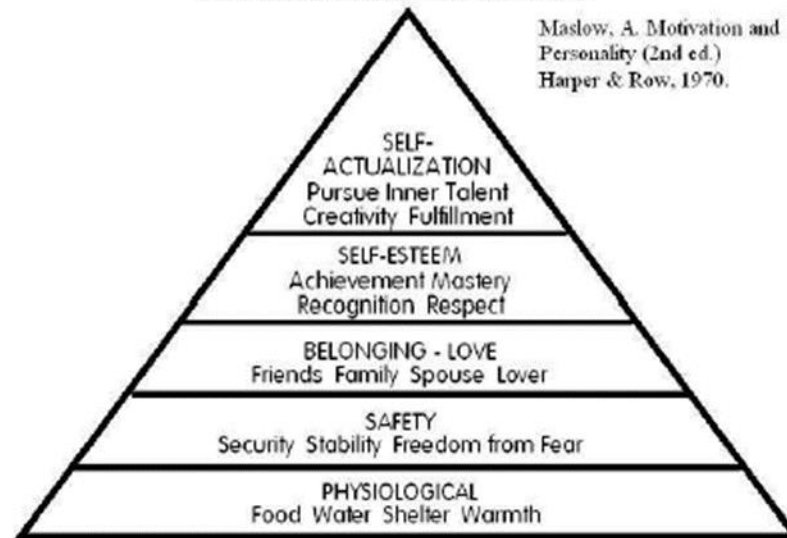 Maslow, A. Motivation and
Personality (2nd ed.)
Harper & Row, 1970.
SELF-
ACTUALIZATION
Pursue Inner Talent
Creativity Fulfillment
SELF-ESTEEM
Achievement Mastery
Recognition Respect
BELONGING - LOVE
Friends Family Spouse Lover
SAFETY
Security Stability Freedom from Fear
PHYSIOLOGICAL
Food Water Shelter Warmth